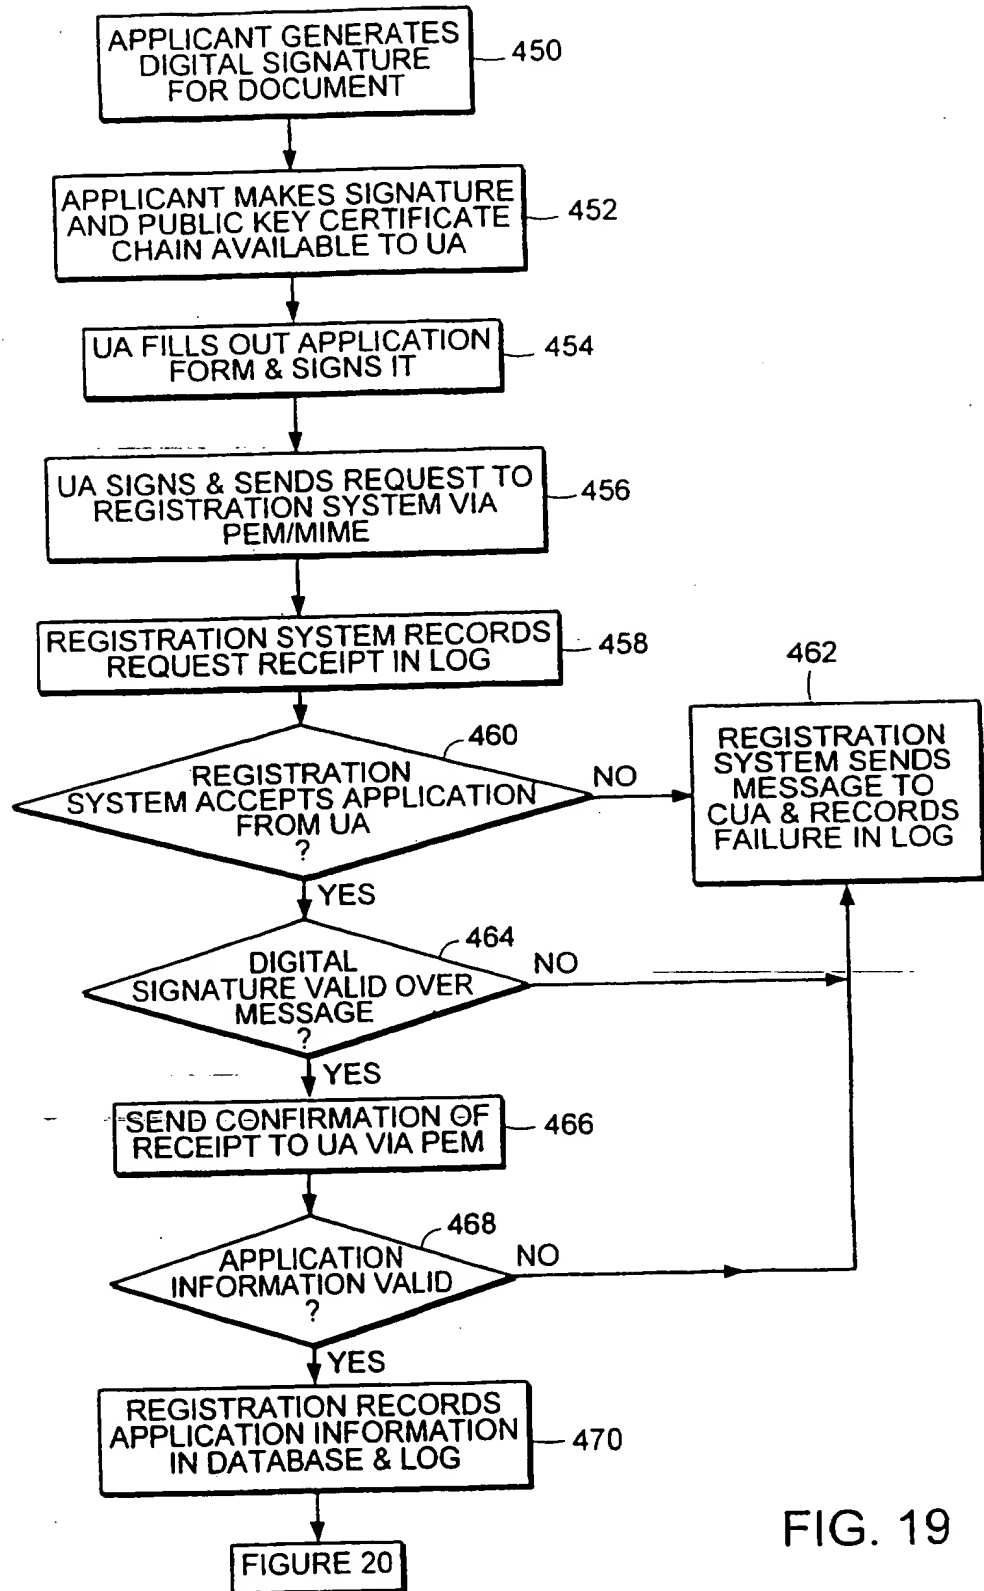 APPLICANT GENERATES
DIGITAL SIGNATURE
FOR DOCUMENT
450
APPLICANT MAKES SIGNATURE
AND PUBLIC KEY CERTIFICATE
CHAIN AVAILABLE TO UA
452
UA FILLS OUT APPLICATION
FORM & SIGNS IT
454
UA SIGNS & SENDS REQUEST TO
REGISTRATION SYSTEM VIA
PEM/MIME
456
REGISTRATION SYSTEM RECORDS
REQUEST RECEIPT IN LOG
458
460
REGISTRATION
SYSTEM ACCEPTS APPLICATION
FROM UA
?
NO
462
REGISTRATION
SYSTEM SENDS
MESSAGE TO
CUA & RECORDS
FAILURE IN LOG
YES
464
DIGITAL
SIGNATURE VALID OVER
MESSAGE
?
NO
YES
SEND CONFIRMATION OF
RECEIPT TO UA VIA PEM
466
468
APPLICATION
INFORMATION VALID
?
NO
YES
REGISTRATION RECORDS
APPLICATION INFORMATION
IN DATABASE & LOG
470
FIGURE 20
FIG. 19